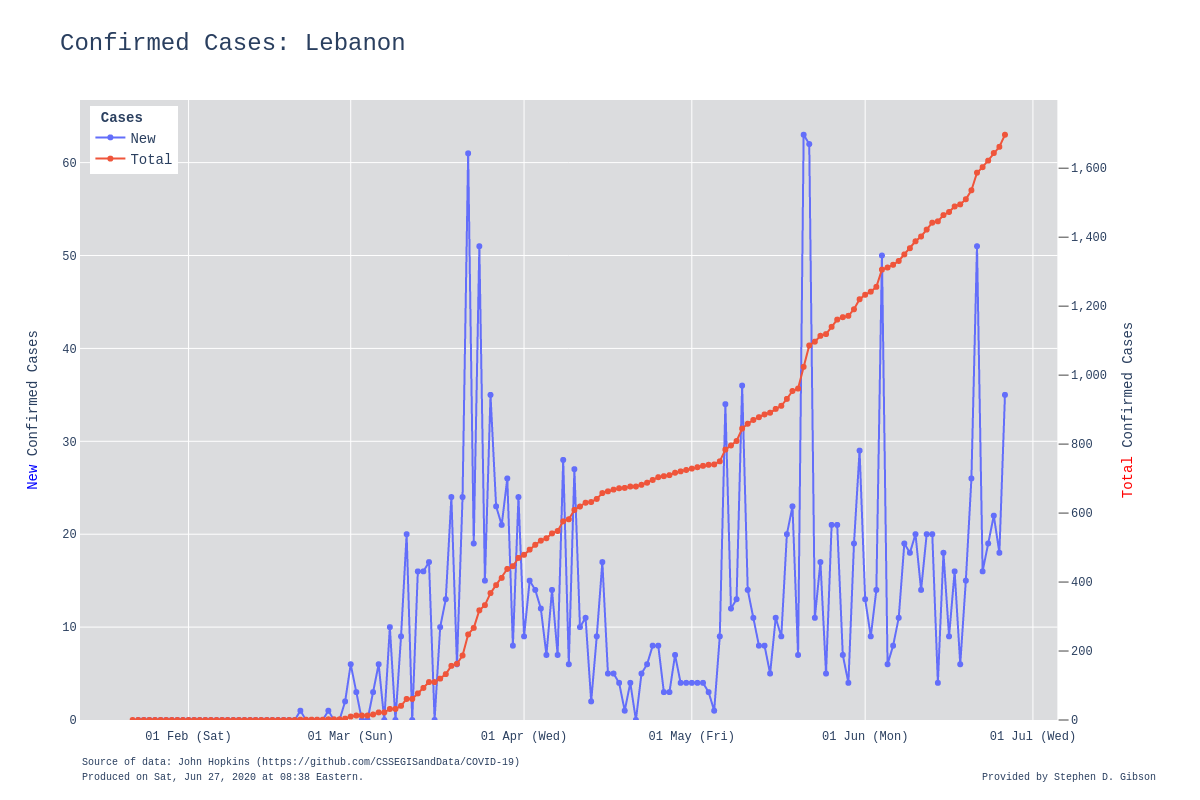 Confirmed Cases: Lebanon
Cases
New
Total
60
50
40
30
20
10
0
1,600
1,400
1,200
1,000
800
600
400
200
0
New Confirmed Cases
Total Confirmed Cases
01 Feb (Sat)
01 Mar (Sun)
01 Apr (Wed)
01 May (Fri)
01 Jun (Mon)
01 Jul (Wed)
Source of data: John Hopkins (https://github.com/CSSEGISandData/COVID-19)
Produced on Sat, Jun 27, 2020 at 08:38 Eastern.
Provided by Stephen D. Gibson